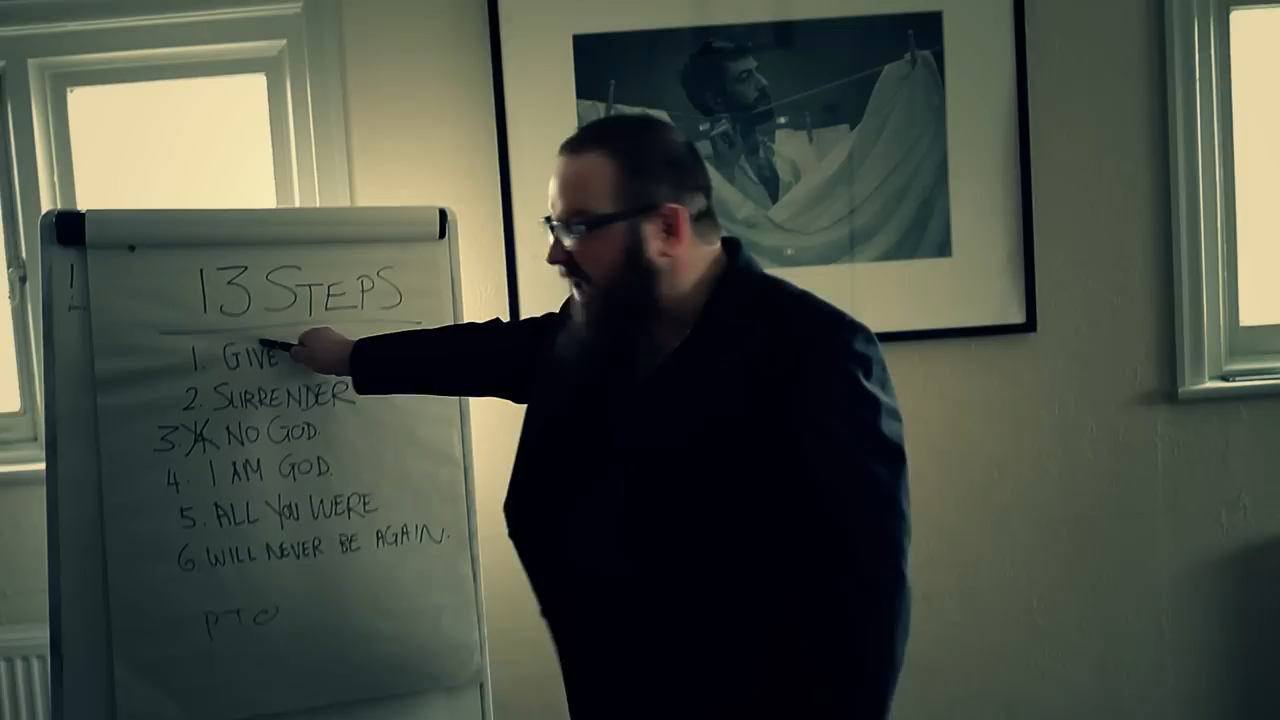 13 STEPS
1. GIVE
2. SURRENDER
3. NO GOD.
4. I AM GOD.
5. ALL YOU WERE
6 WILL NEVER BE AGAIN.
PTO